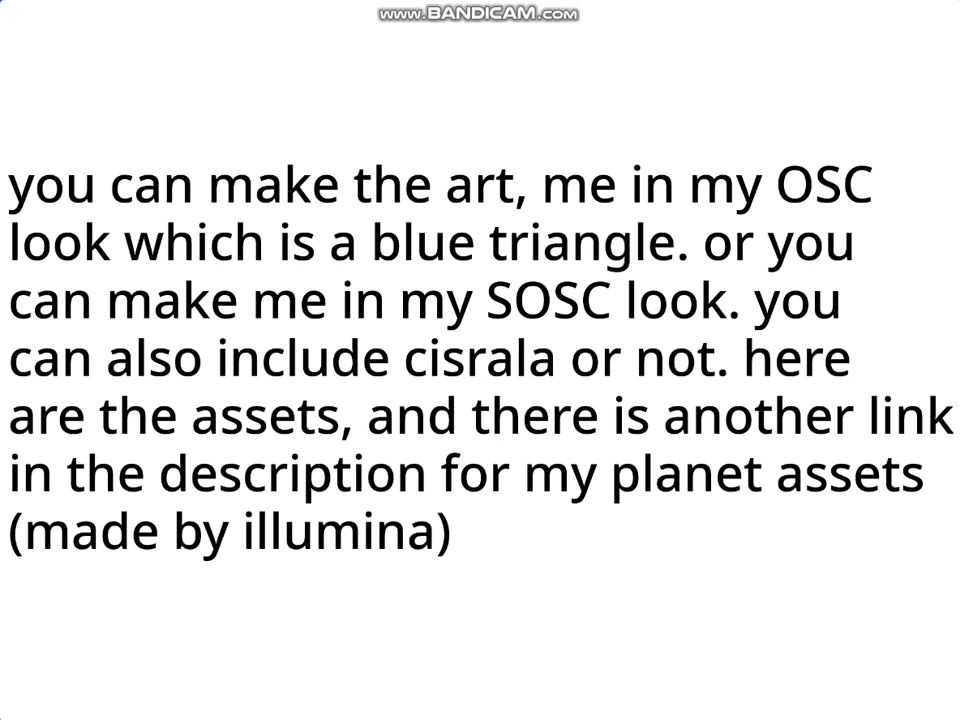 www.BANDICAM.com
you can make the art, me in my OSC
look which is a blue triangle. or you
can make me in my SOSC look. you
can also include cisrala or not. here
are the assets, and there is another link
in the description for my planet assets
(made by illumina)